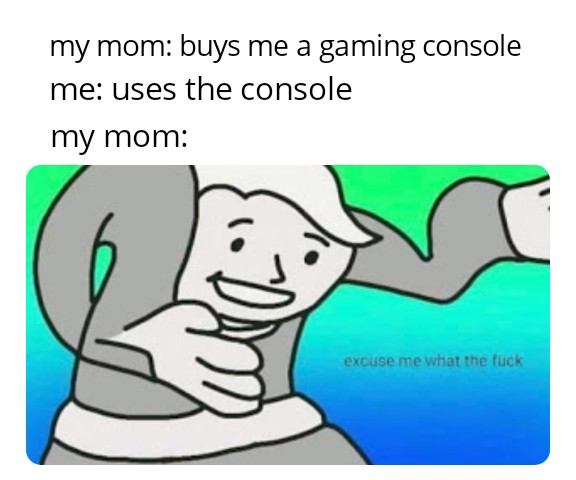 my mom: buys me a gaming console
me: uses the console
my mom:
excuse me what the fuck